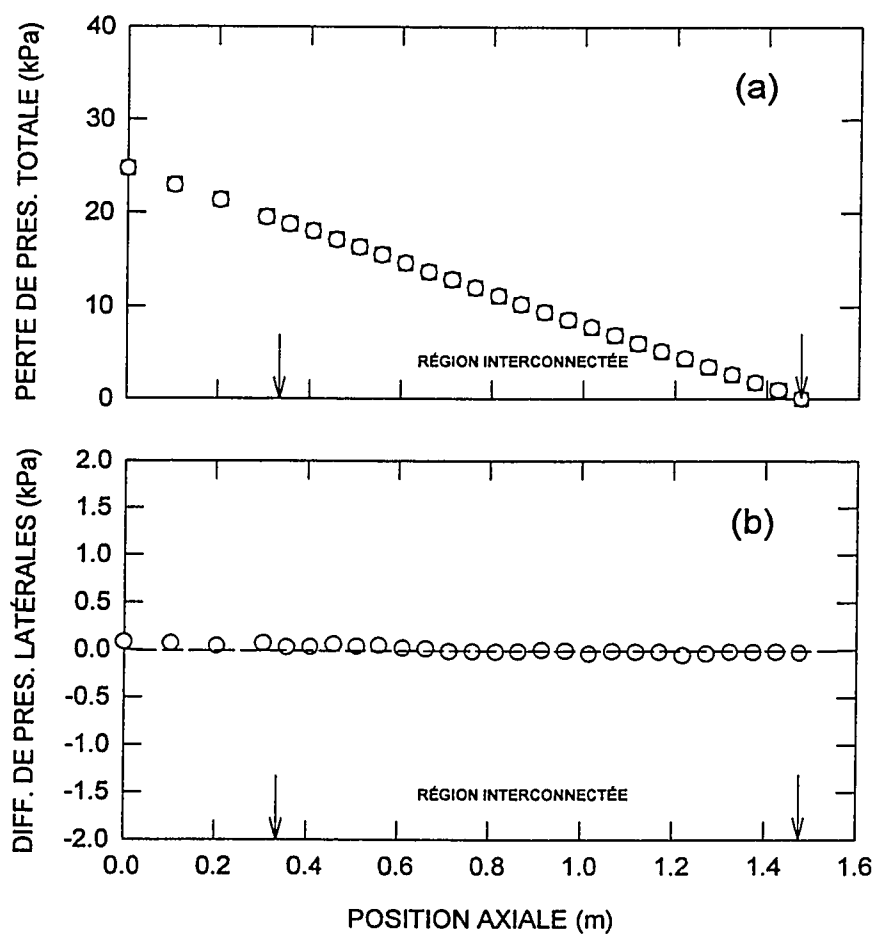 PERTE DE PRES. TOTALE (kPa)
40
30
20
10
0
(a)
RÉGION INTERCONNECTÉE
DIFF. DE PRES. LATÉRALES (kPa)
2.0
1.5
1.0
0.5
0.0
-0.5
-1.0
-1.5
-2.0
(b)
RÉGION INTERCONNECTÉE
0.0 0.2 0.4 0.6 0.8 1.0 1.2 1.4 1.6
POSITION AXIALE (m)